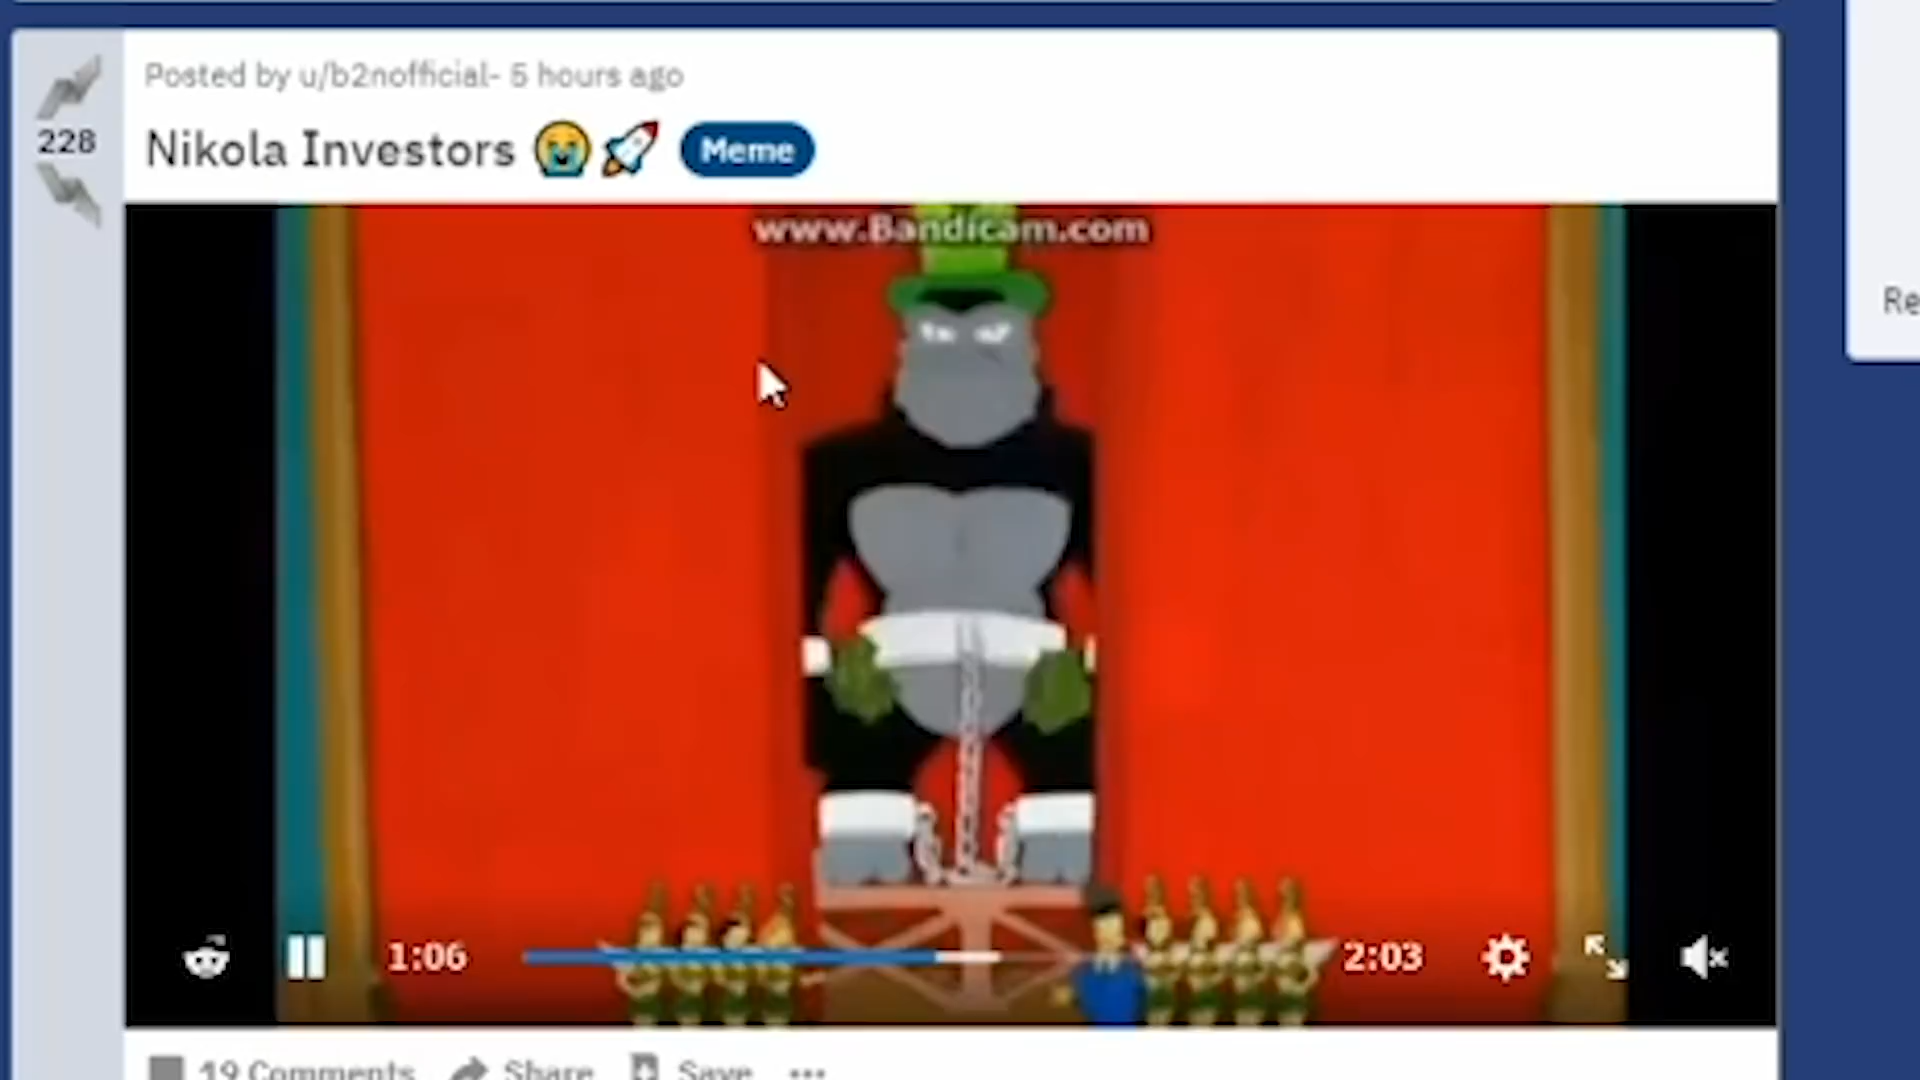 Posted by u/b2nofficial- 5 hours ago
228
Nikola Investors 😭🚀 Meme
www.Bandicam.com
Re
1:06
2:03
19 Comments Share Save ...